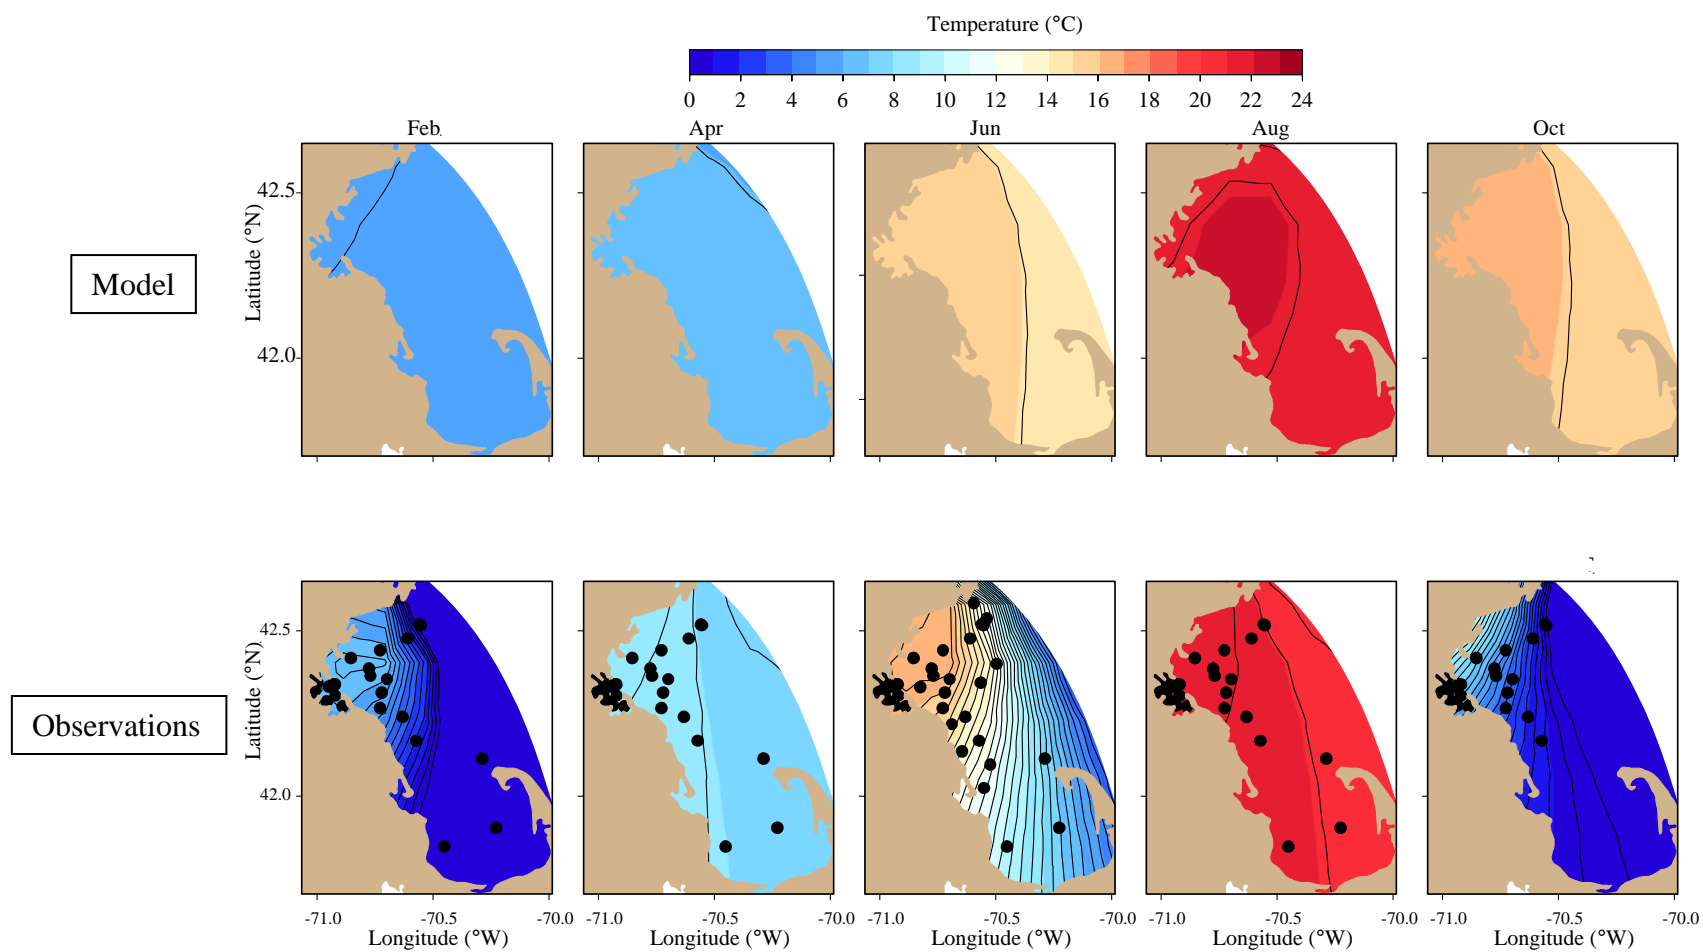 Temperature (°C)
0 2 4 6 8 10 12 14 16 18 20 22 24
Feb Apr Jun Aug Oct
Model
Latitude (°N)
42.5
42.0
Observations
Latitude (°N)
42.5
42.0
-71.0 -70.5 -70.0 -71.0 -70.5 -70.0 -71.0 -70.5 -70.0 -71.0 -70.5 -70.0 -71.0 -70.5 -70.0
Longitude (°W) Longitude (°W) Longitude (°W) Longitude (°W) Longitude (°W)